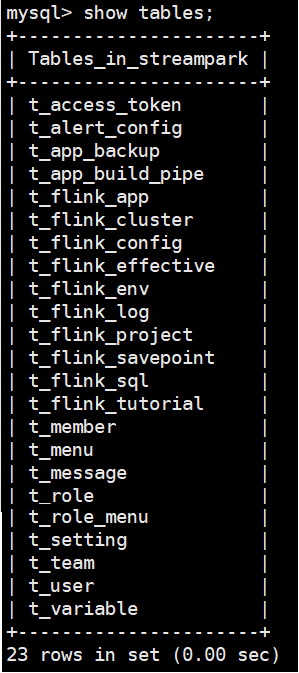 mysql> show tables;
+----------------------+
| Tables_in_streampark |
+----------------------+
| t_access_token       |
| t_alert_config       |
| t_app_backup         |
| t_app_build_pipe     |
| t_flink_app          |
| t_flink_cluster      |
| t_flink_config       |
| t_flink_effective    |
| t_flink_env          |
| t_flink_log          |
| t_flink_project      |
| t_flink_savepoint    |
| t_flink_sql          |
| t_flink_tutorial     |
| t_member             |
| t_menu               |
| t_message            |
| t_role               |
| t_role_menu          |
| t_setting            |
| t_team               |
| t_user               |
| t_variable           |
+----------------------+
23 rows in set (0.00 sec)